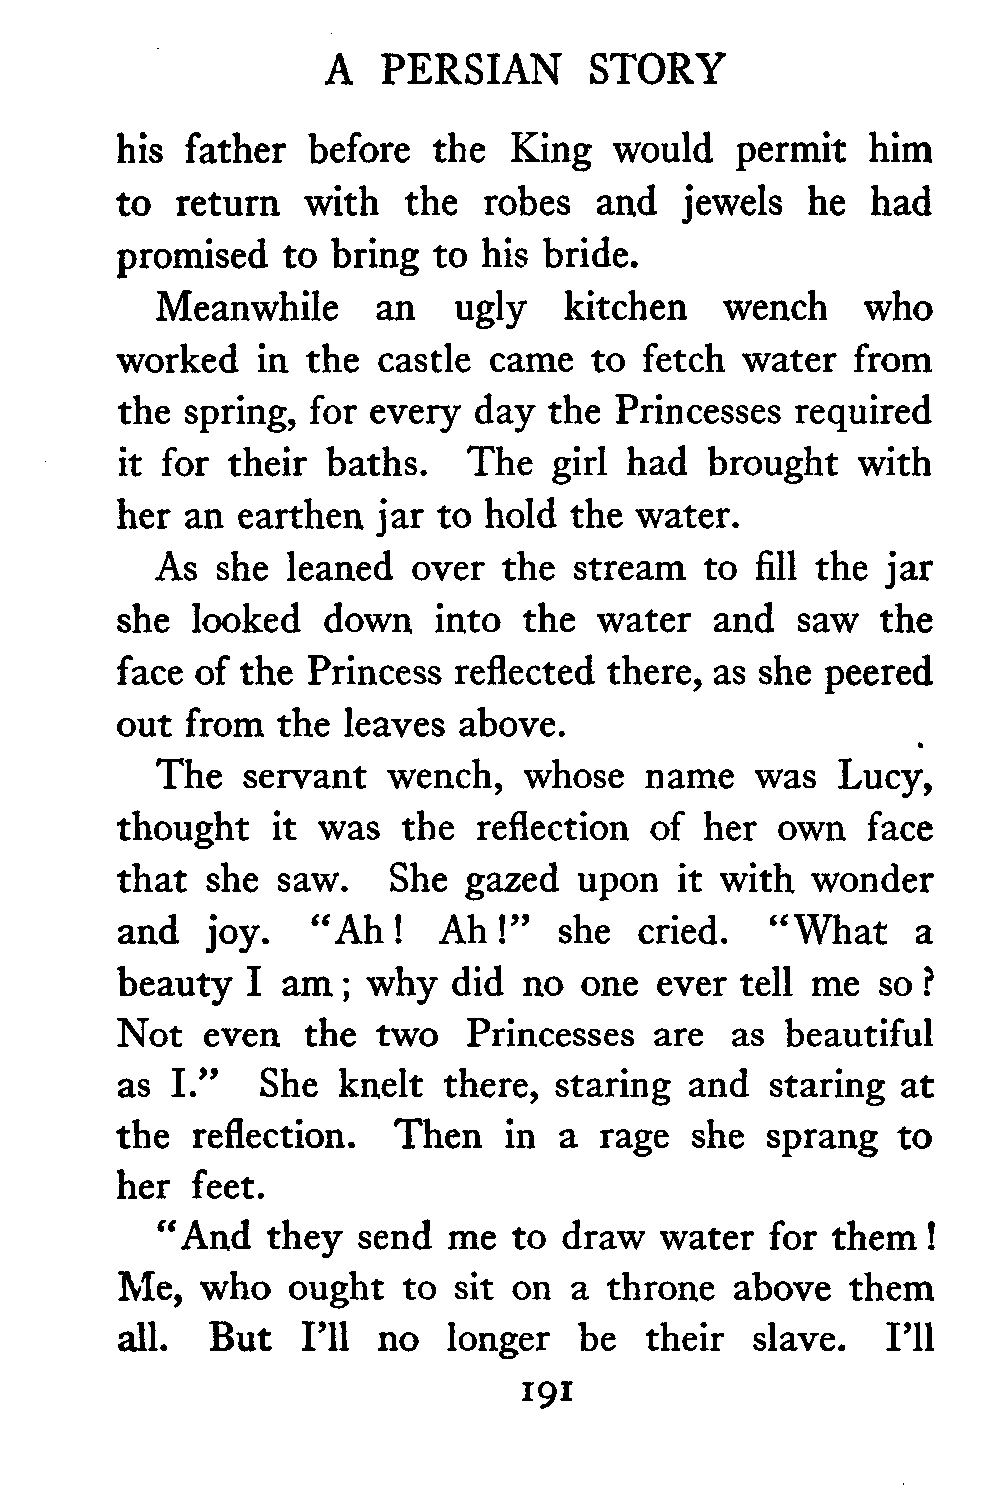 A PERSIAN STORY
his father before the King would permit him
to return with the robes and jewels he had
promised to bring to his bride.
Meanwhile an ugly kitchen wench who
worked in the castle came to fetch water from
the spring, for every day the Princesses required
it for their baths. The girl had brought with
her an earthen jar to hold the water.
As she leaned over the stream to fill the jar
she looked down into the water and saw the
face of the Princess reflected there, as she peered
out from the leaves above.
The servant wench, whose name was Lucy,
thought it was the reflection of her own face
that she saw. She gazed upon it with wonder
and joy. “Ah! Ah!” she cried. “What a
beauty I am; why did no one ever tell me so?
Not even the two Princesses are as beautiful
as I.” She knelt there, staring and staring at
the reflection. Then in a rage she sprang to
her feet.
“And they send me to draw water for them!
Me, who ought to sit on a throne above them
all. But I’ll no longer be their slave. I’ll
191